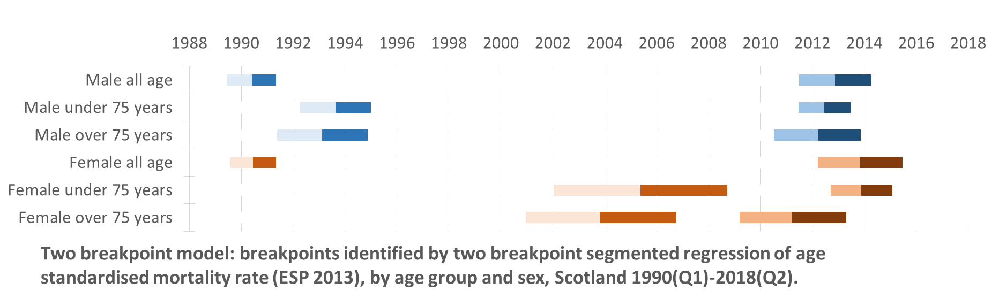 1988 1990 1992 1994 1996 1998 2000 2002 2004 2006 2008 2010 2012 2014 2016 2018
Male all age
Male under 75 years
Male over 75 years
Female all age
Female under 75 years
Female over 75 years
Two breakpoint model: breakpoints identified by two breakpoint segmented regression of age
standardised mortality rate (ESP 2013), by age group and sex, Scotland 1990(Q1)-2018(Q2).